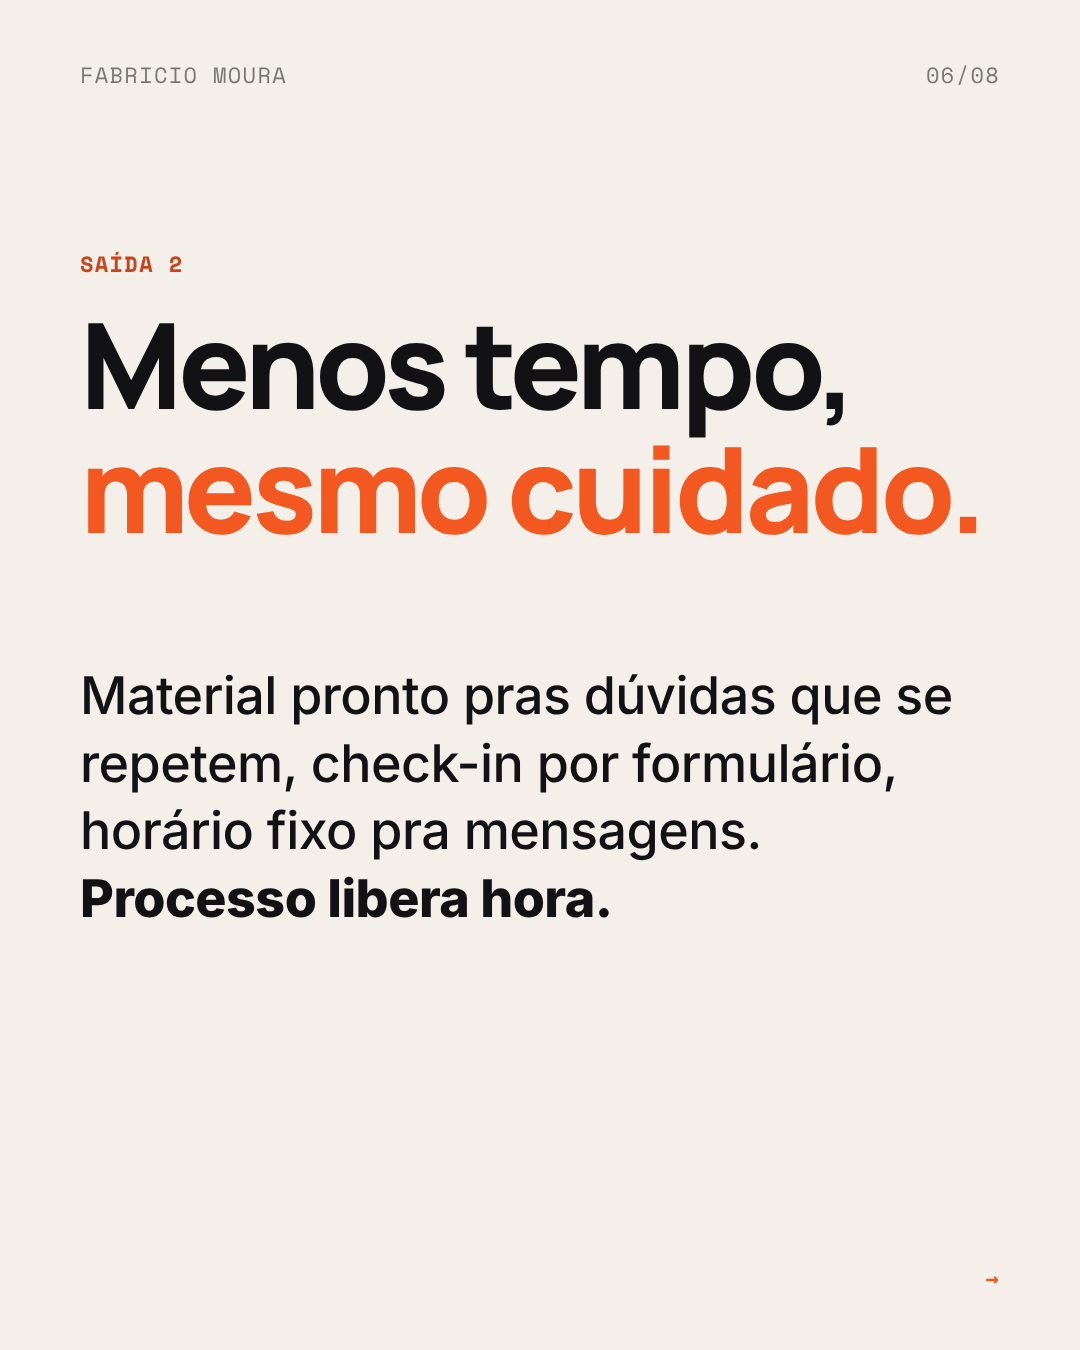 FABRICIO MOURA
06/08
SAÍDA 2
Menos tempo,
mesmo cuidado.
Material pronto pras dúvidas que se
repetem, check-in por formulário,
horário fixo pra mensagens.
Processo libera hora.
→